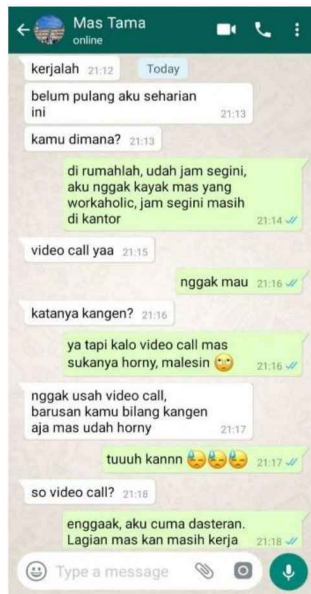 Mas Tama
online
kerjalah 21:12
Today
belum pulang aku seharian
ini 21:13
kamu dimana? 21:13
di rumahlah, udah jam segini,
aku nggak kayak mas yang
workaholic, jam segini masih
di kantor 21:14
video call yaa 21:15
nggak mau 21:16
katanya kangen? 21:16
ya tapi kalo video call mas
sukanya horny, malesin 🙄 21:16
nggak usah video call,
barusan kamu bilang kangen
aja mas udah horny 21:17
tuuuh kannn 😓😓😓 21:17
so video call? 21:18
enggaak, aku cuma dasteran.
Lagian mas kan masih kerja 21:18
Type a message